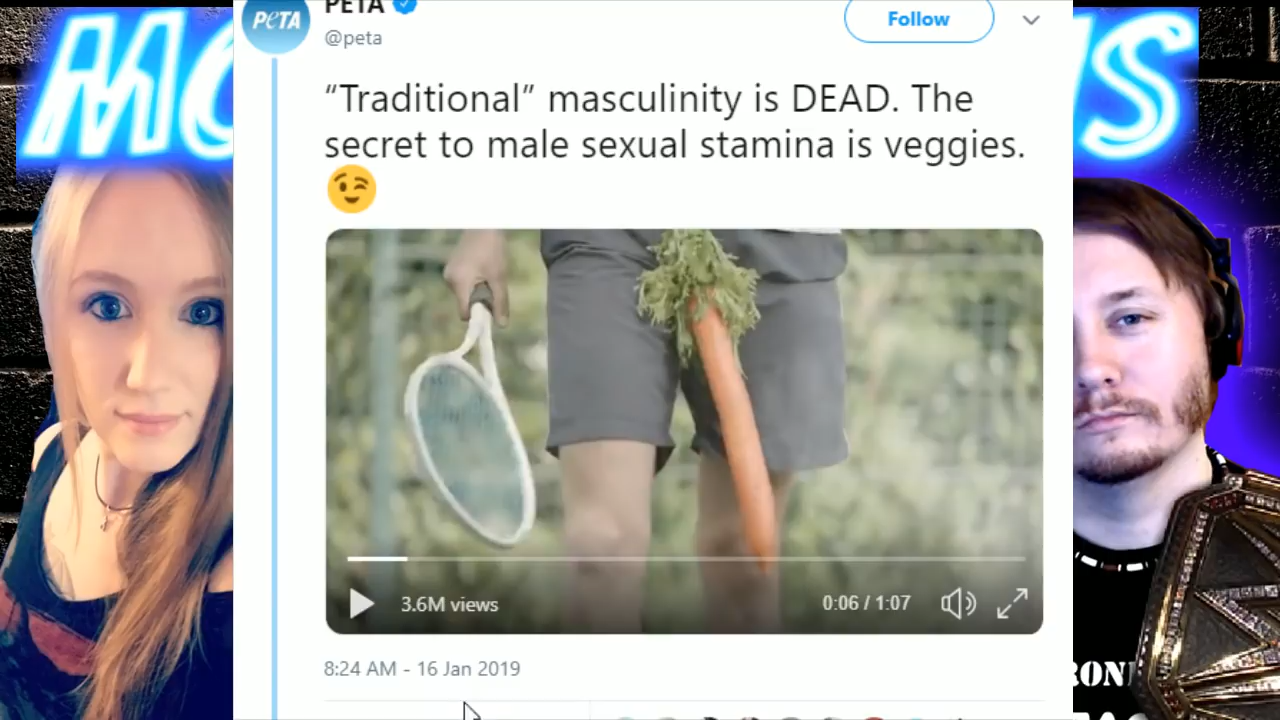 PETA
PETA
@peta
Follow
“Traditional” masculinity is DEAD. The
secret to male sexual stamina is veggies.
3.6M views
0:06 / 1:07
8:24 AM - 16 Jan 2019